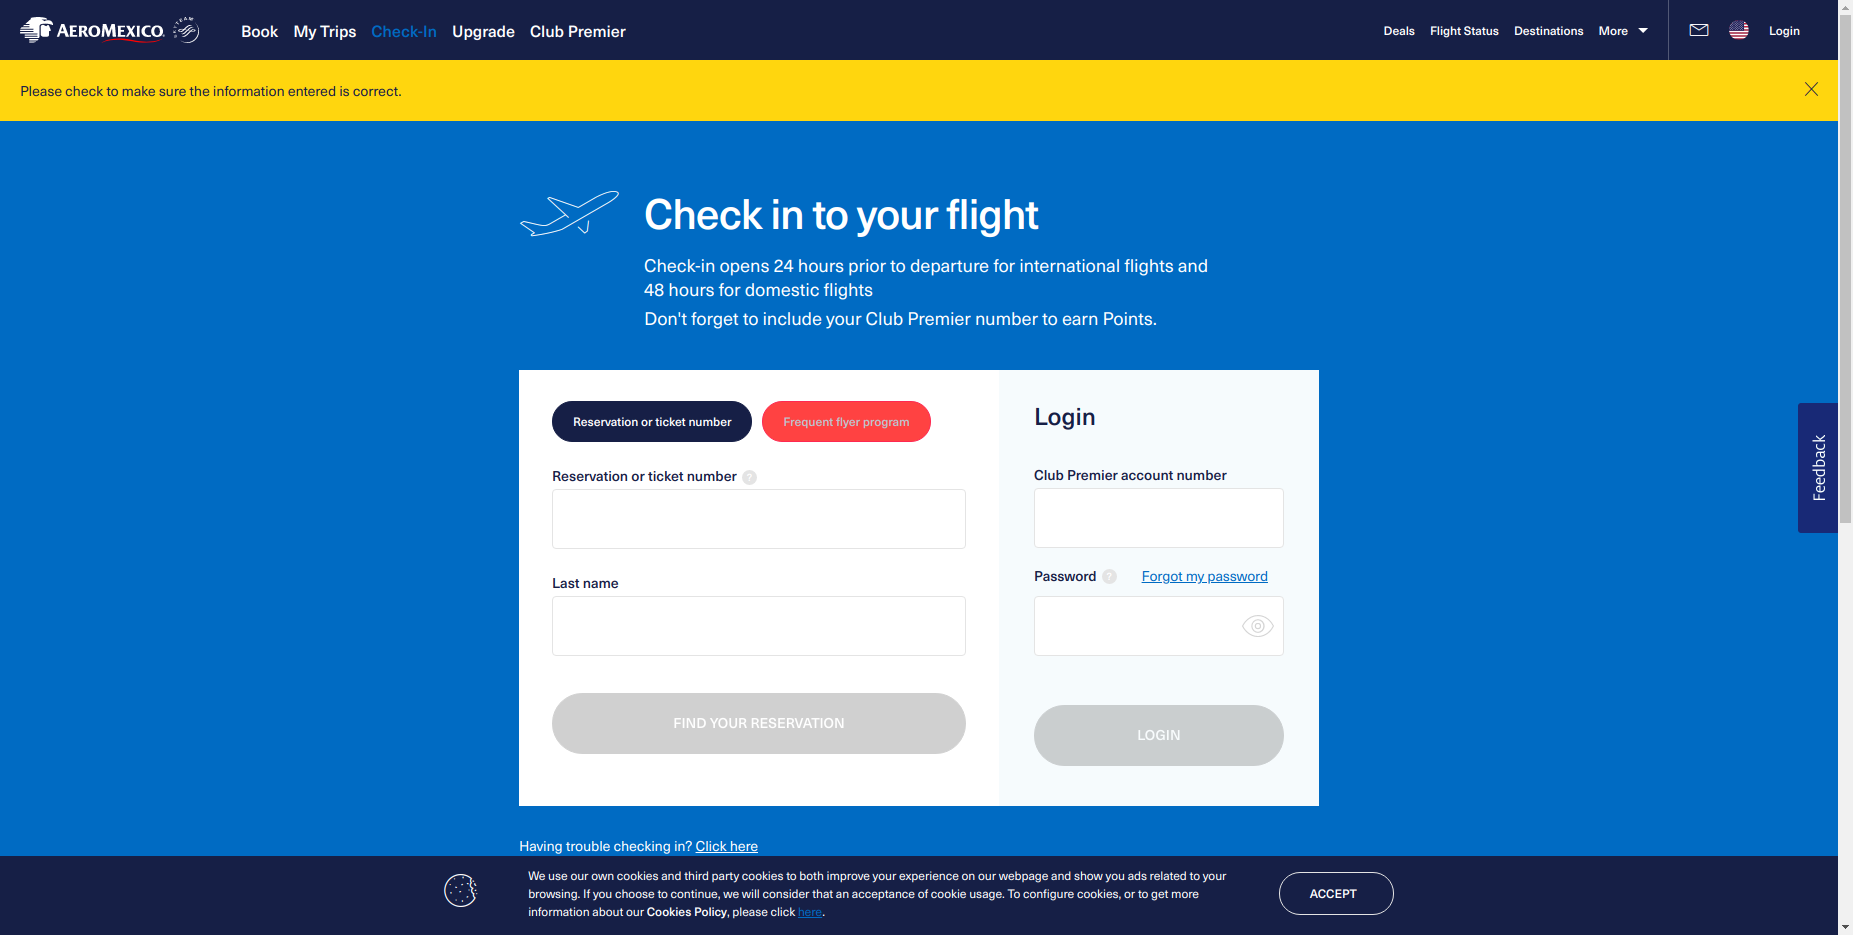 AEROMEXICO. SKYTEAM Book My Trips Check-In Upgrade Club Premier Deals Flight Status Destinations More Login
Please check to make sure the information entered is correct.
Check in to your flight
Check-in opens 24 hours prior to departure for international flights and
48 hours for domestic flights
Don't forget to include your Club Premier number to earn Points.
Reservation or ticket number Frequent flyer program
Reservation or ticket number ?
Last name
FIND YOUR RESERVATION
Login
Club Premier account number
Password ? Forgot my password
LOGIN
Feedback
Having trouble checking in? Click here
We use our own cookies and third party cookies to both improve your experience on our webpage and show you ads related to your
browsing. If you choose to continue, we will consider that an acceptance of cookie usage. To configure cookies, or to get more
information about our Cookies Policy, please click here.
ACCEPT